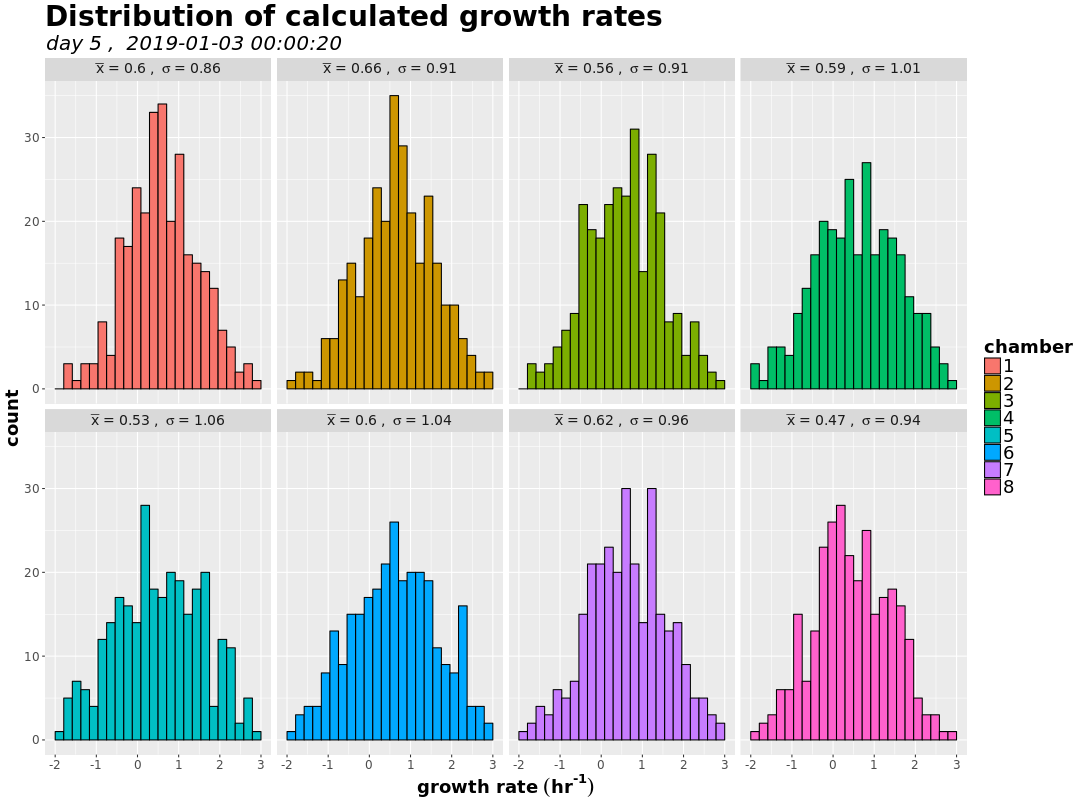 Distribution of calculated growth rates
day 5 ,  2019-01-03 00:00:20
x̅ = 0.6 ,  σ = 0.86
x̅ = 0.66 ,  σ = 0.91
x̅ = 0.56 ,  σ = 0.91
x̅ = 0.59 ,  σ = 1.01
30
20
10
0
x̅ = 0.53 ,  σ = 1.06
x̅ = 0.6 ,  σ = 1.04
x̅ = 0.62 ,  σ = 0.96
x̅ = 0.47 ,  σ = 0.94
30
20
10
0
-2 -1 0 1 2 3
-2 -1 0 1 2 3
-2 -1 0 1 2 3
-2 -1 0 1 2 3
count
growth rate (hr⁻¹)
chamber
1
2
3
4
5
6
7
8